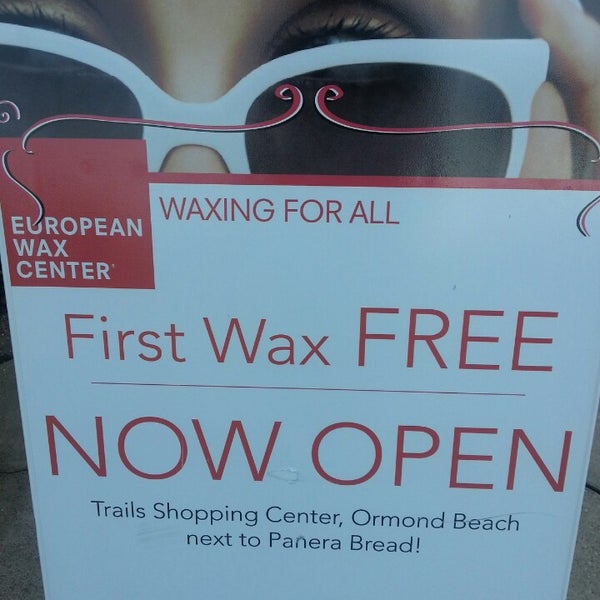 EUROPEAN
WAX
CENTER
WAXING FOR ALL
First Wax FREE
NOW OPEN
Trails Shopping Center, Ormond Beach
next to Panera Bread!